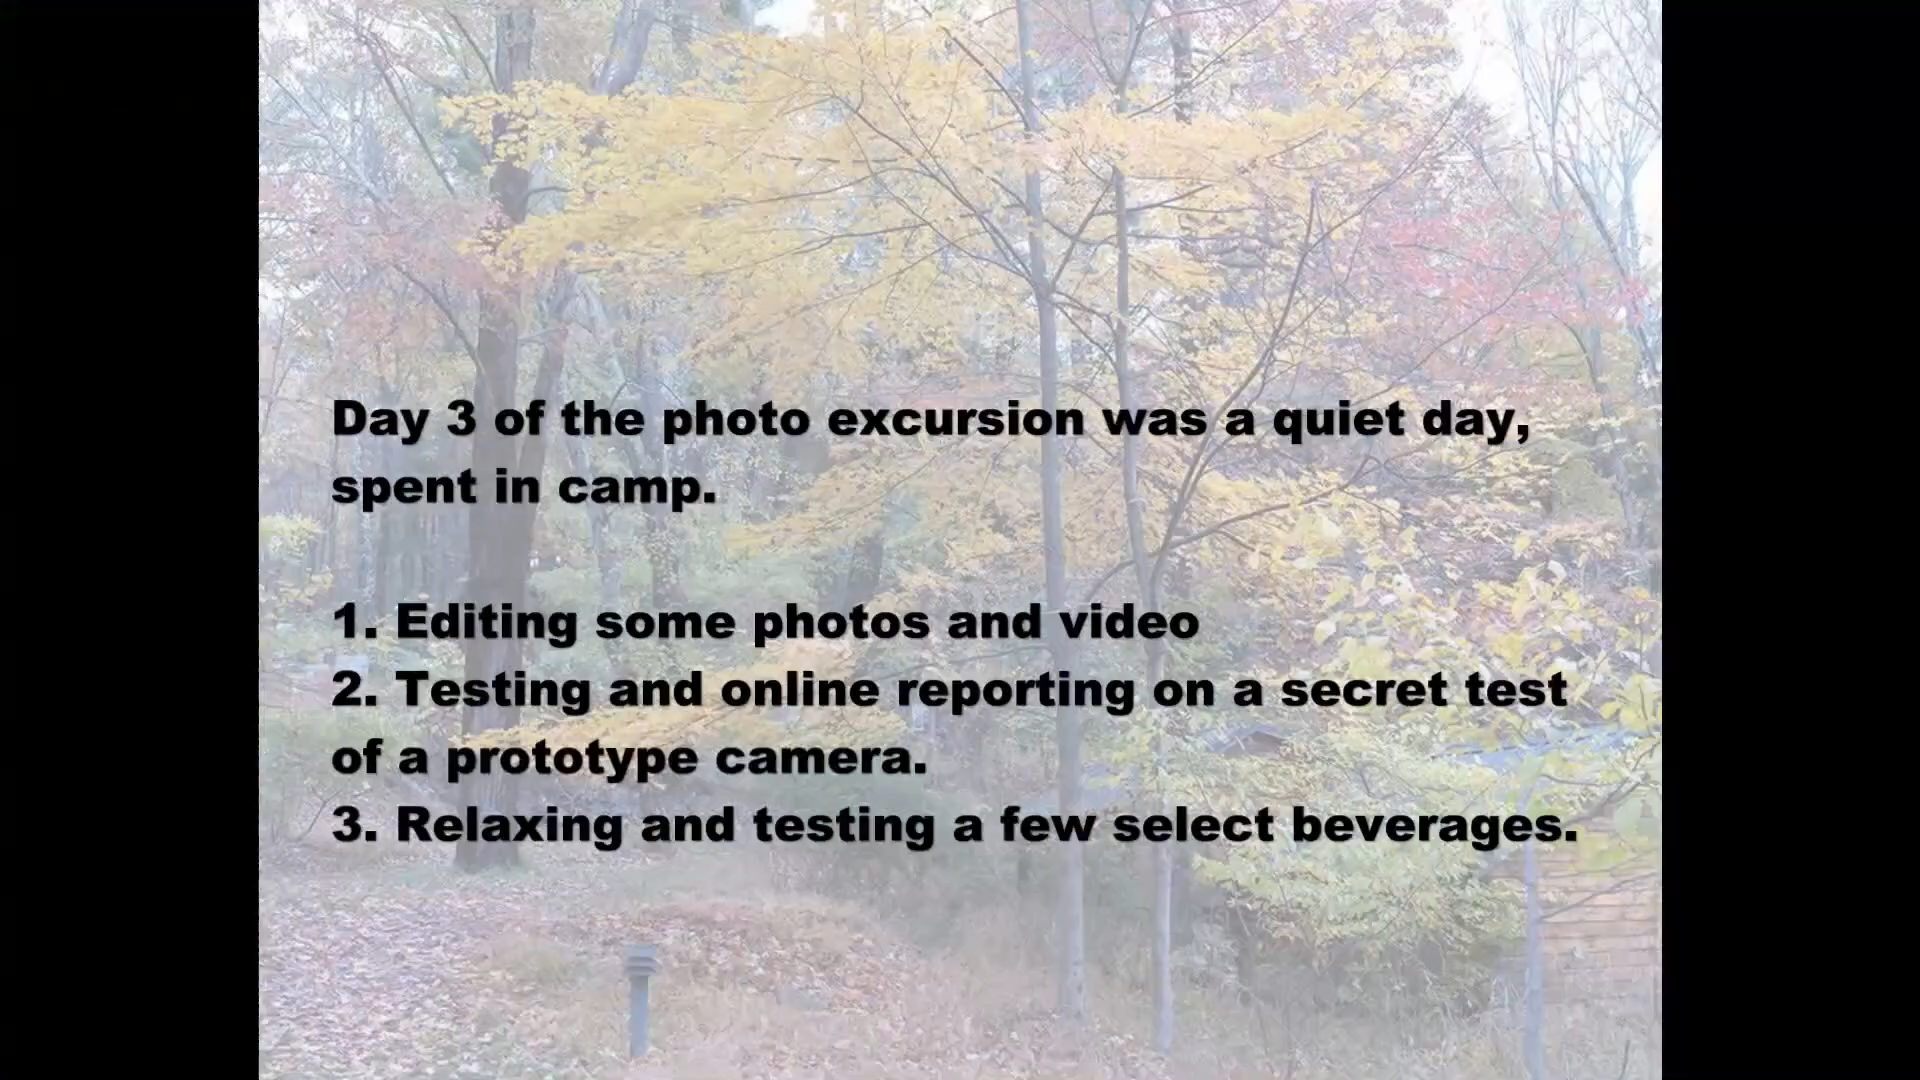 Day 3 of the photo excursion was a quiet day,
spent in camp.
1. Editing some photos and video
2. Testing and online reporting on a secret test
of a prototype camera.
3. Relaxing and testing a few select beverages.